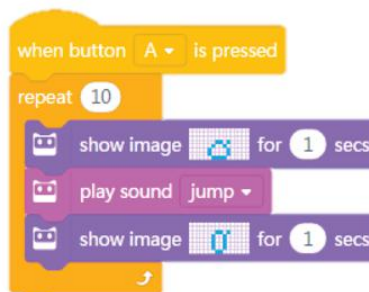 when button A is pressed
repeat 10
show image for 1 secs
play sound jump
show image for 1 secs